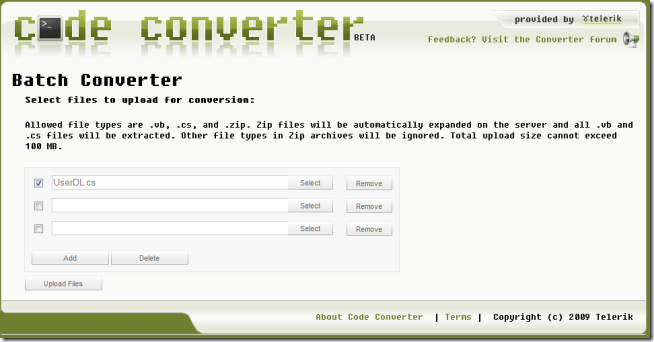 code converter BETA
provided by telerik
Feedback? Visit the Converter forum
Batch Converter
Select files to upload for conversion:
Allowed file types are .vb, .cs, and .zip. Zip files will be automatically expanded on the server and all .vb and
.cs files will be extracted. Other file types in Zip archives will be ignored. Total upload size cannot exceed
100 MB.
UserDL.cs Select Remove
Select Remove
Select Remove
Add Delete
Upload Files
About Code Converter | Terms | Copyright (c) 2009 Telerik